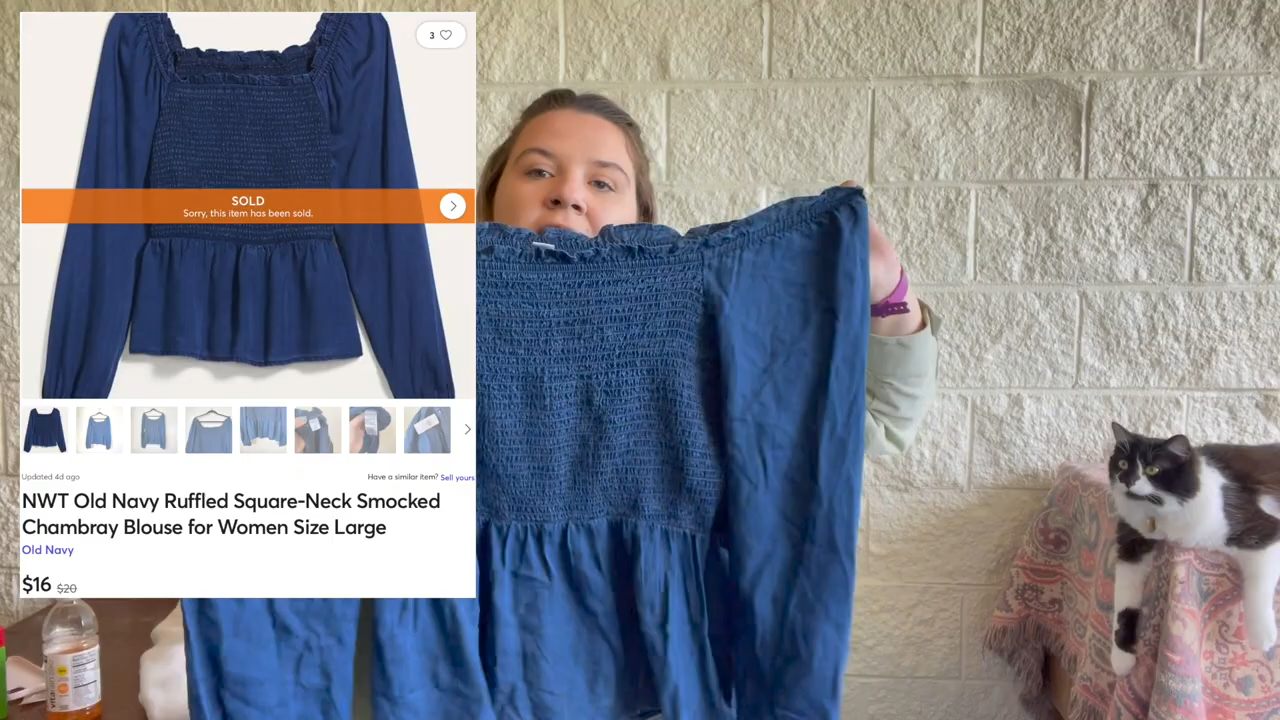 3
SOLD
Sorry, this item has been sold.
Updated 4d ago
Have a similar item? Sell yours
NWT Old Navy Ruffled Square-Neck Smocked
Chambray Blouse for Women Size Large
Old Navy
$16 $20